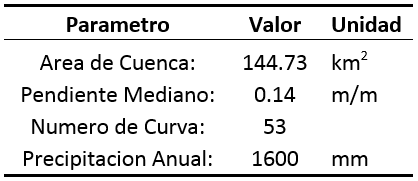 Parametro Valor Unidad
Area de Cuenca: 144.73 km²
Pendiente Mediano: 0.14 m/m
Numero de Curva: 53
Precipitacion Anual: 1600 mm